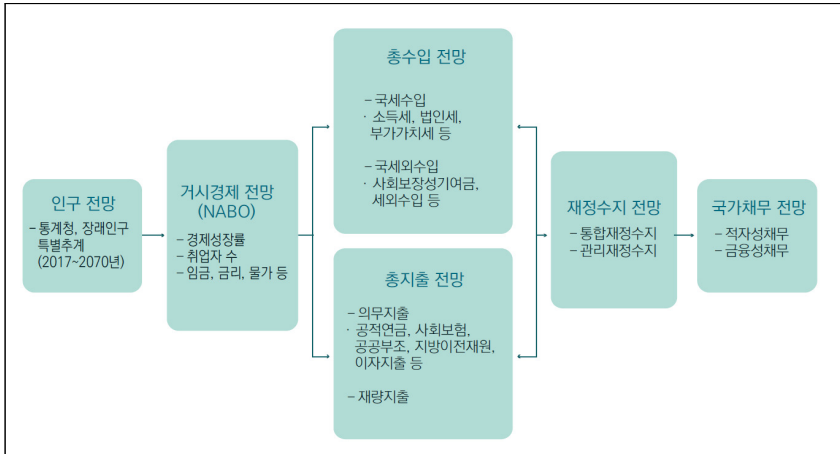 인구 전망
– 통계청, 장래인구
특별추계
(2017~2070년)
거시경제 전망
(NABO)
– 경제성장률
– 취업자 수
– 임금, 금리, 물가 등
총수입 전망
– 국세수입
· 소득세, 법인세,
부가가치세 등
– 국세외수입
· 사회보장성기여금,
세외수입 등
총지출 전망
– 의무지출
· 공적연금, 사회보험,
공공부조, 지방이전재원,
이자지출 등
– 재량지출
재정수지 전망
– 통합재정수지
– 관리재정수지
국가채무 전망
– 적자성채무
– 금융성채무